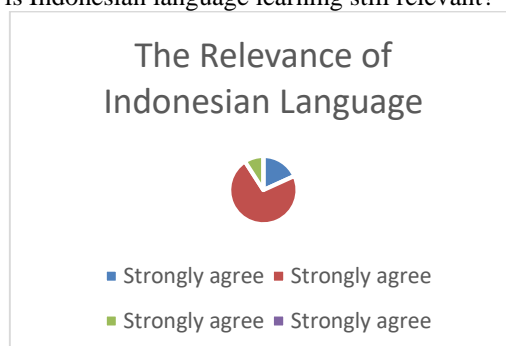 is Indonesian language learning still relevant?
The Relevance of
Indonesian Language
Strongly agree Strongly agree
Strongly agree Strongly agree